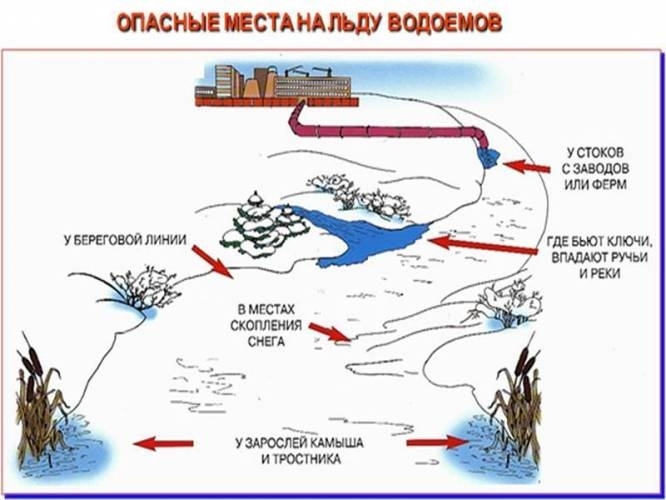 ОПАСНЫЕ МЕСТА НА ЛЬДУ ВОДОЕМОВ
У СТОКОВ
С ЗАВОДОВ
ИЛИ ФЕРМ
У БЕРЕГОВОЙ ЛИНИИ
ГДЕ БЬЮТ КЛЮЧИ,
ВПАДАЮТ РУЧЬИ
И РЕКИ
В МЕСТАХ
СКОПЛЕНИЯ
СНЕГА
У ЗАРОСЛЕЙ КАМЫША
И ТРОСТНИКА